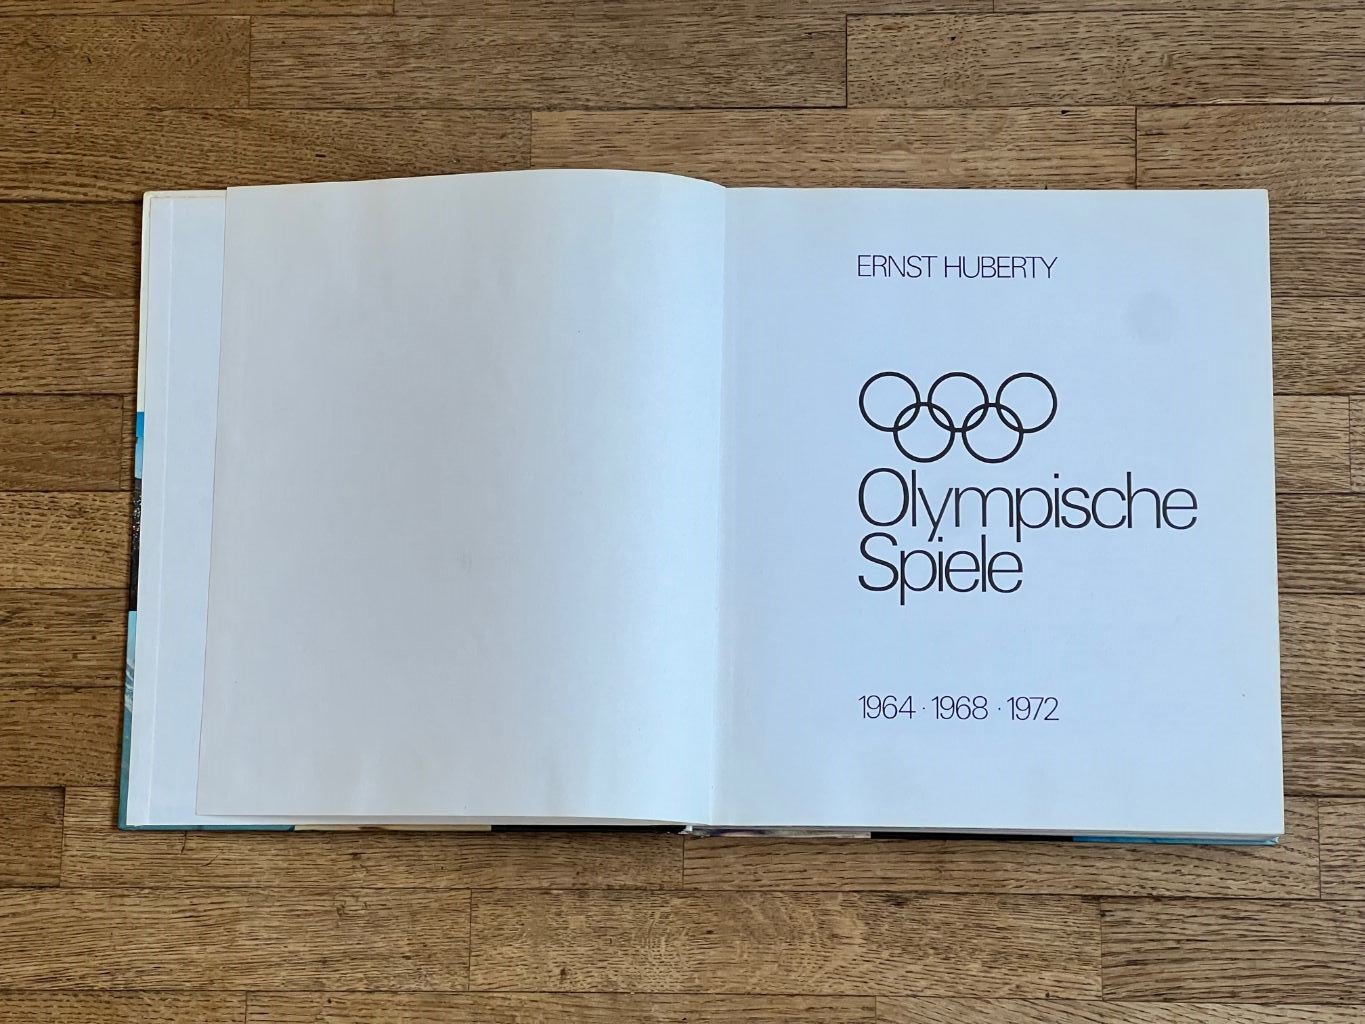 ERNST HUBERTY
Olympische
Spiele
1964 · 1968 · 1972